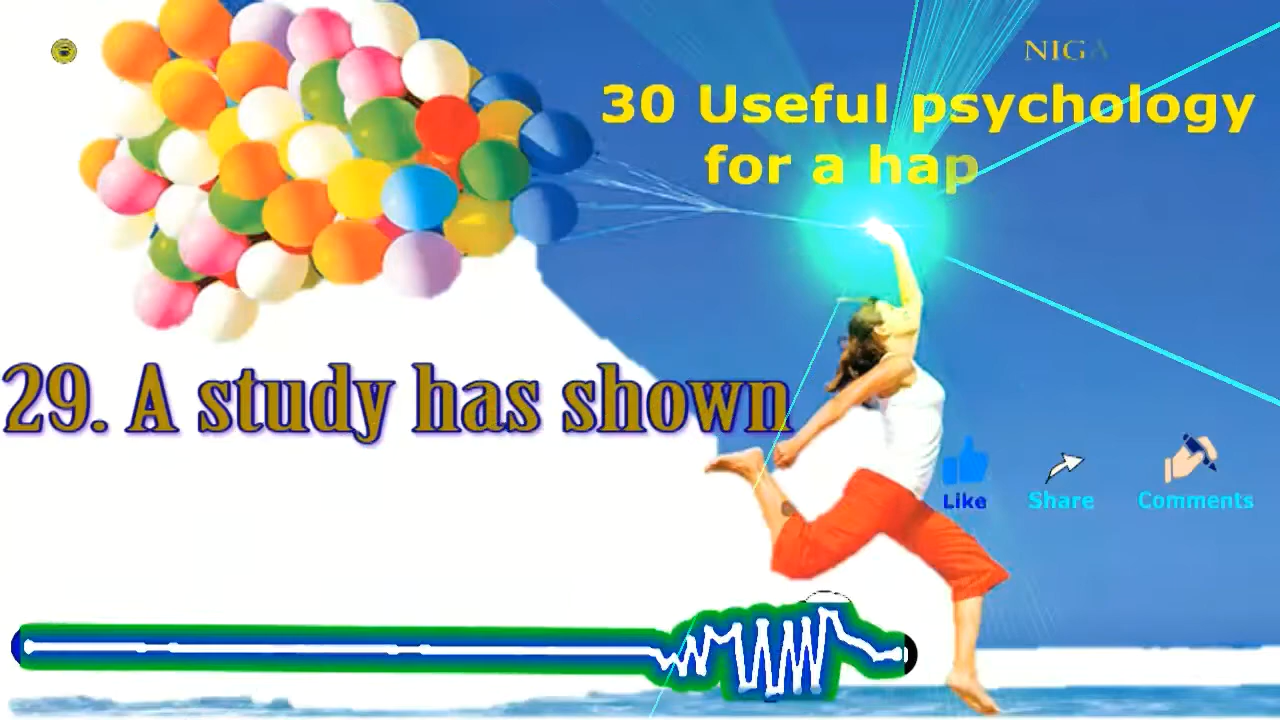 NIGA
30 Useful psychology
for a hap
29. A study has shown
Like
Share
Comments